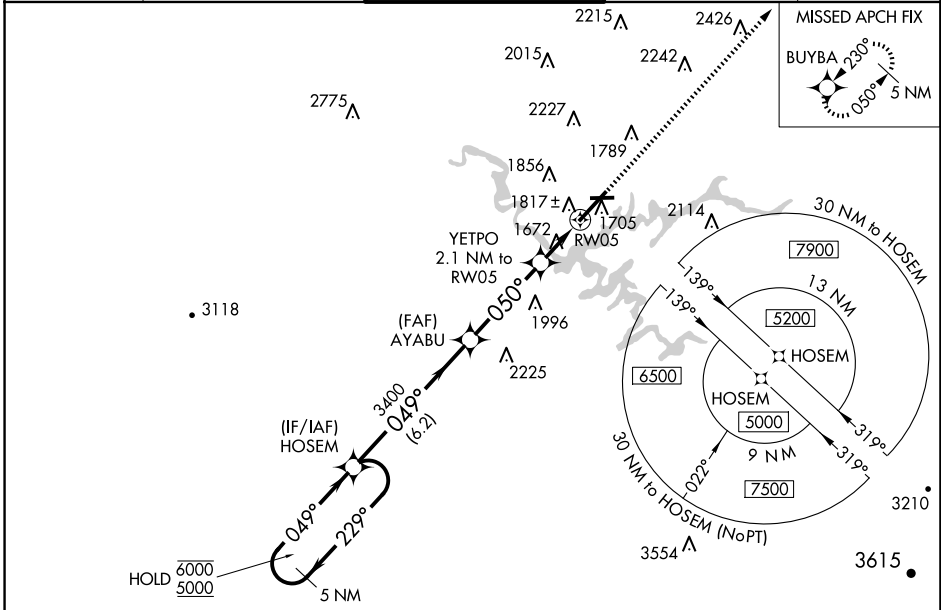 2215
2426
MISSED APCH FIX
2015
2242
BUYBA
230°
050°
5 NM
2775
2227
1789
1856
1817±
1705
2114
1672
RW05
YETPO
2.1 NM to
RW05
30 NM to HOSEM
7900
139°
13 NM
139°
5200
3118
050°
1996
(FAF)
AYABU
HOSEM
2225
6500
HOSEM
3400
049°
(6.2)
5000
(IF/IAF)
HOSEM
319°
9 NM
319°
022°
30 NM to HOSEM (NoPT)
7500
3210
049°
229°
3554
3615
HOLD
6000
5000
5 NM